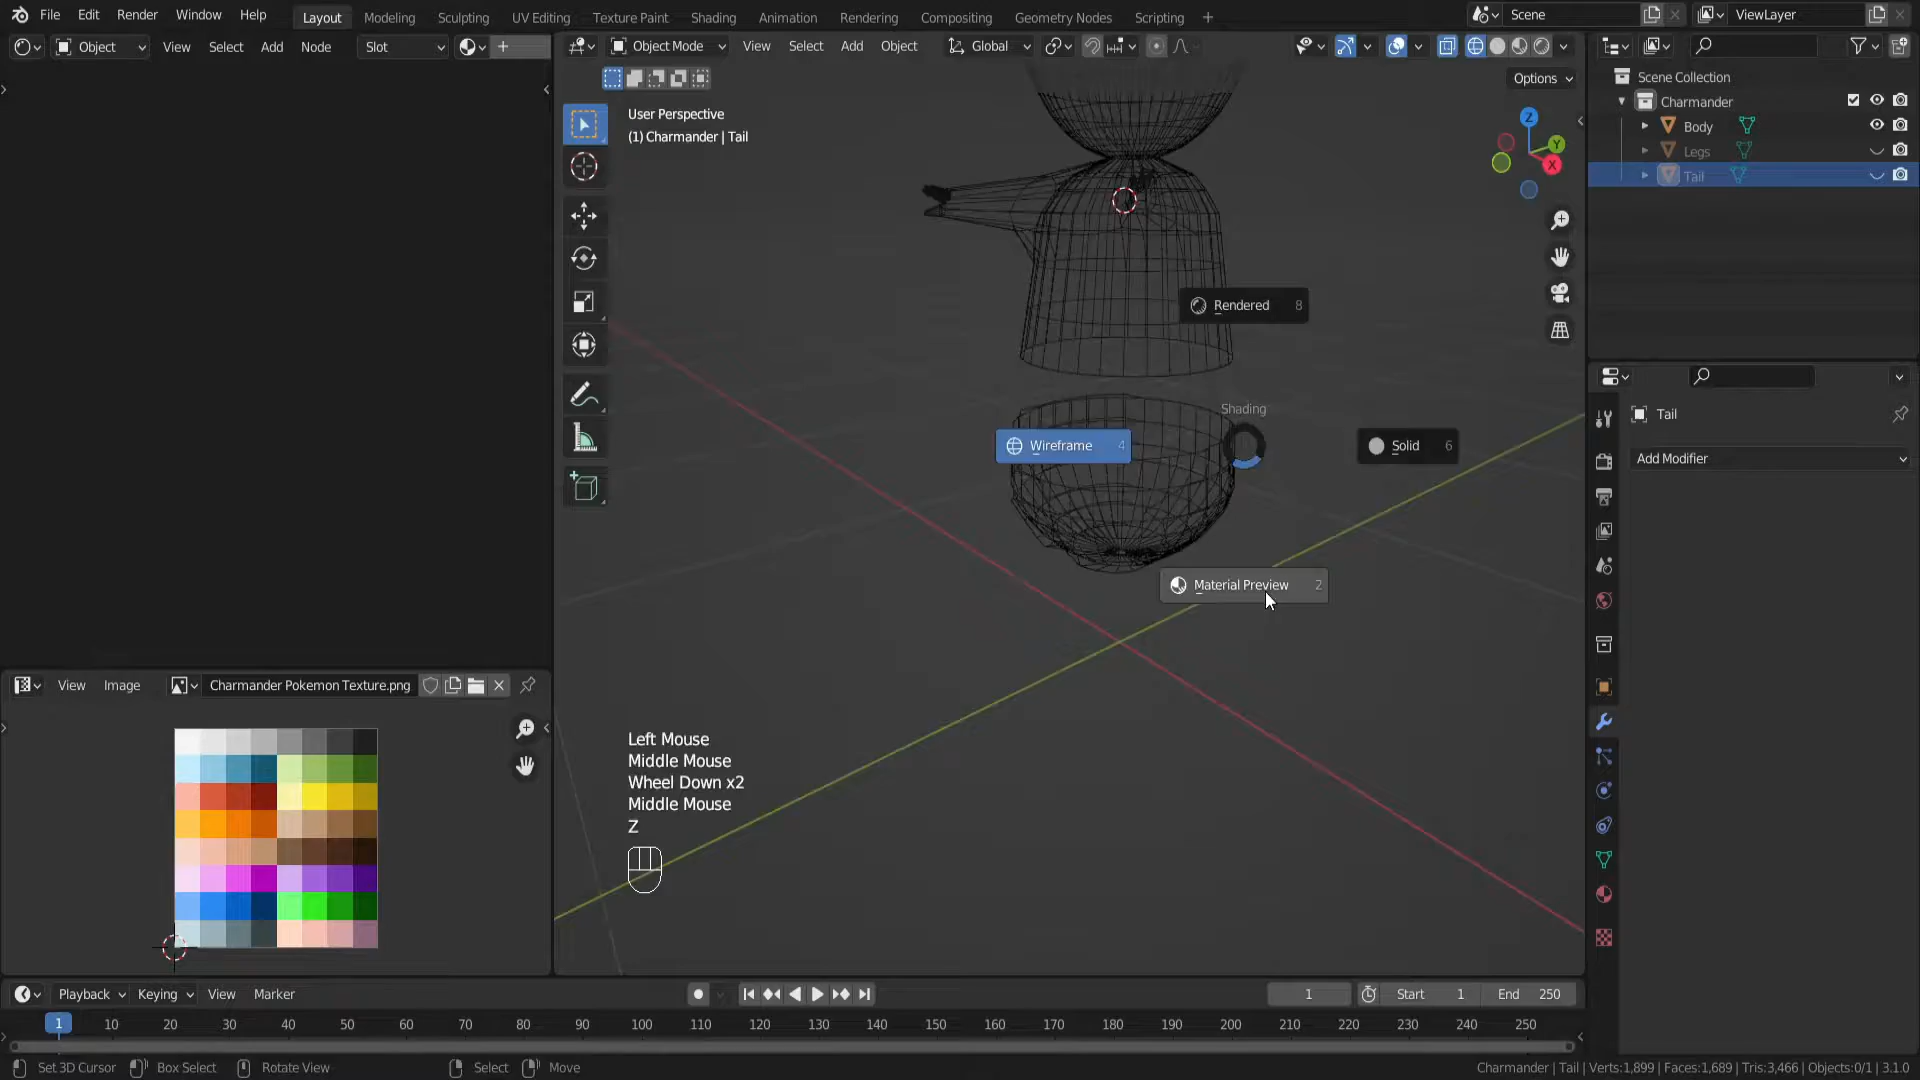 File Edit Render Window Help Layout Modeling Sculpting UV Editing Texture Paint Shading Animation Rendering Compositing Geometry Nodes Scripting + Scene ViewLayer
Object View Select Add Node Slot Object Mode View Select Add Object Global
Options
Scene Collection
Charmander
Body
Legs
Tail
User Perspective
(1) Charmander | Tail
Z
Y
X
Rendered 8
Shading
Wireframe 4
Solid 6
Material Preview 2
Tail
Add Modifier
View Image Charmander Pokemon Texture.png
Left Mouse
Middle Mouse
Wheel Down x2
Middle Mouse
Z
Playback Keying View Marker 1 Start 1 End 250
1 10 20 30 40 50 60 70 80 90 100 110 120 130 140 150 160 170 180 190 200 210 220 230 240 250
Set 3D Cursor Box Select Rotate View Select Move Charmander | Tail | Verts:1,899 | Faces:1,689 | Tris:3,466 | Objects:0/1 | 3.1.0